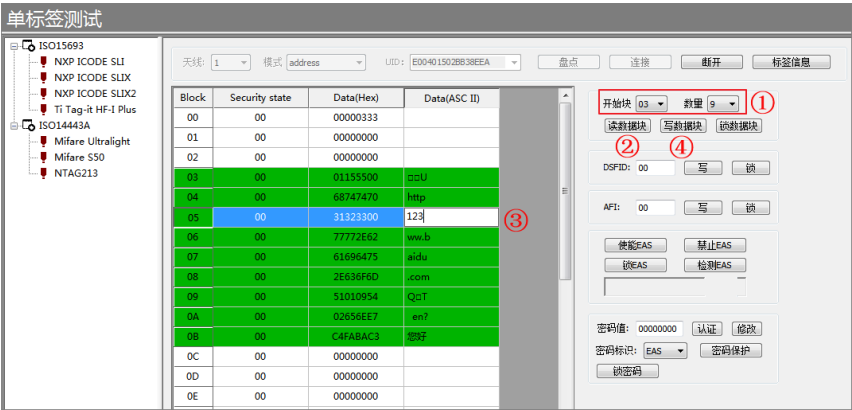 单标签测试
ISO15693
NXP ICODE SLI
NXP ICODE SLIX
NXP ICODE SLIX2
Ti Tag-it HF-I Plus
ISO14443A
Mifare Ultralight
Mifare S50
NTAG213
天线: 1 模式 address UID: E00401502BB38EEA 盘点 连接 断开 标签信息
Block Security state Data(Hex) Data(ASC II)
00 00 00000333
01 00 00000000
02 00 00000000
03 00 01155500 □□U
04 00 68747470 http
05 00 31323300 123
06 00 77772E62 ww.b
07 00 61696475 aidu
08 00 2E636F6D .com
09 00 51010954 Q□T
0A 00 02656EE7 en?
0B 00 C4FABAC3 您好
0C 00 00000000
0D 00 00000000
0E 00 00000000
③
开始块 03 数量 9 ①
读数据块 写数据块 锁数据块
② ④
DSFID: 00 写 锁
AFI: 00 写 锁
使能EAS 禁止EAS
锁EAS 检测EAS
密码值: 00000000 认证 修改
密码标识: EAS 密码保护
锁密码